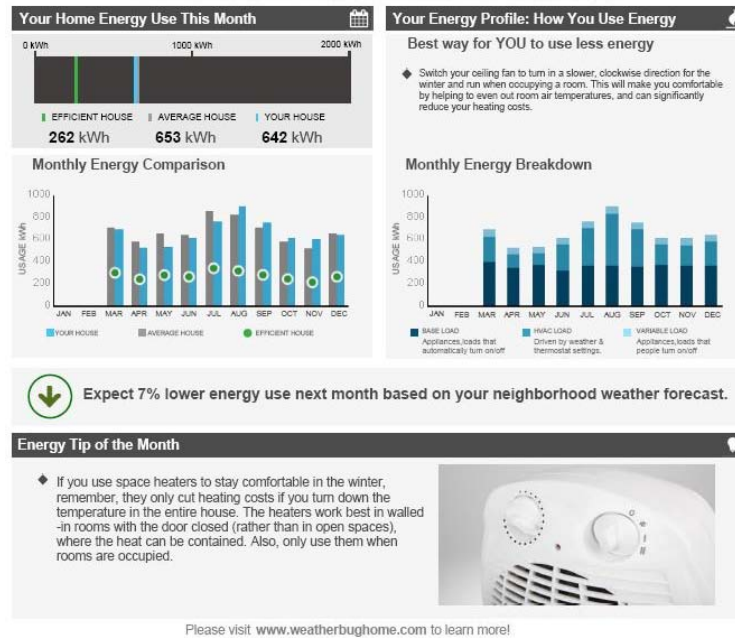 Your Home Energy Use This Month
0 kWh 1000 kWh 2000 kWh
EFFICIENT HOUSE AVERAGE HOUSE YOUR HOUSE
262 kWh 653 kWh 642 kWh
Monthly Energy Comparison
1000
800
600
400
200
0
USAGE kWh
JAN FEB MAR APR MAY JUN JUL AUG SEP OCT NOV DEC
YOUR HOUSE AVERAGE HOUSE EFFICIENT HOUSE
Your Energy Profile: How You Use Energy
Best way for YOU to use less energy
Switch your ceiling fan to turn in a slower, clockwise direction for the
winter and run when occupying a room. This will make you comfortable
by helping to even out room air temperatures, and can significantly
reduce your heating costs.
Monthly Energy Breakdown
1000
800
600
400
200
0
USAGE kWh
JAN FEB MAR APR MAY JUN JUL AUG SEP OCT NOV DEC
BASE LOAD
Appliances,loads that
automatically turn on/off
HVAC LOAD
Driven by weather &
thermostat settings.
VARIABLE LOAD
Appliances,loads that
people turn on/off
Expect 7% lower energy use next month based on your neighborhood weather forecast.
Energy Tip of the Month
If you use space heaters to stay comfortable in the winter,
remember, they only cut heating costs if you turn down the
temperature in the entire house. The heaters work best in walled
-in rooms with the door closed (rather than in open spaces),
where the heat can be contained. Also, only use them when
rooms are occupied.
Please visit www.weatherbughome.com to learn more!